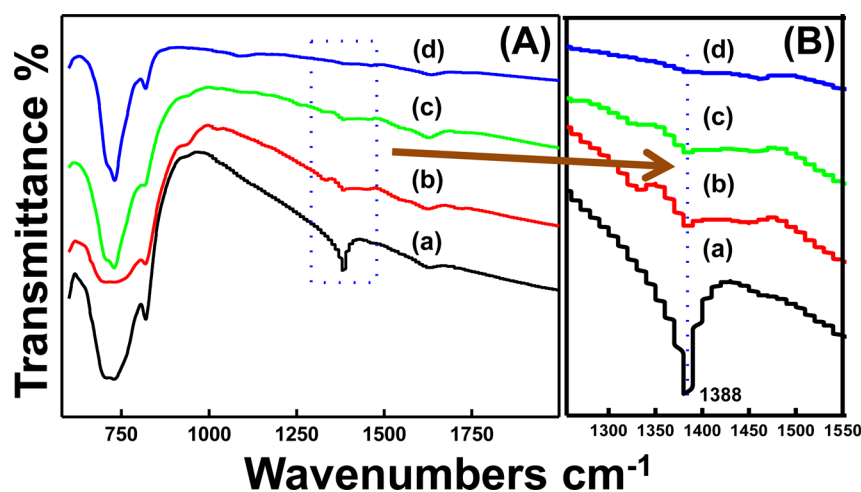 Transmittance %
(A)
(d)
(c)
(b)
(a)
750 1000 1250 1500 1750
(B)
(d)
(c)
(b)
(a)
1388
1300 1350 1400 1450 1500 1550
Wavenumbers cm-1